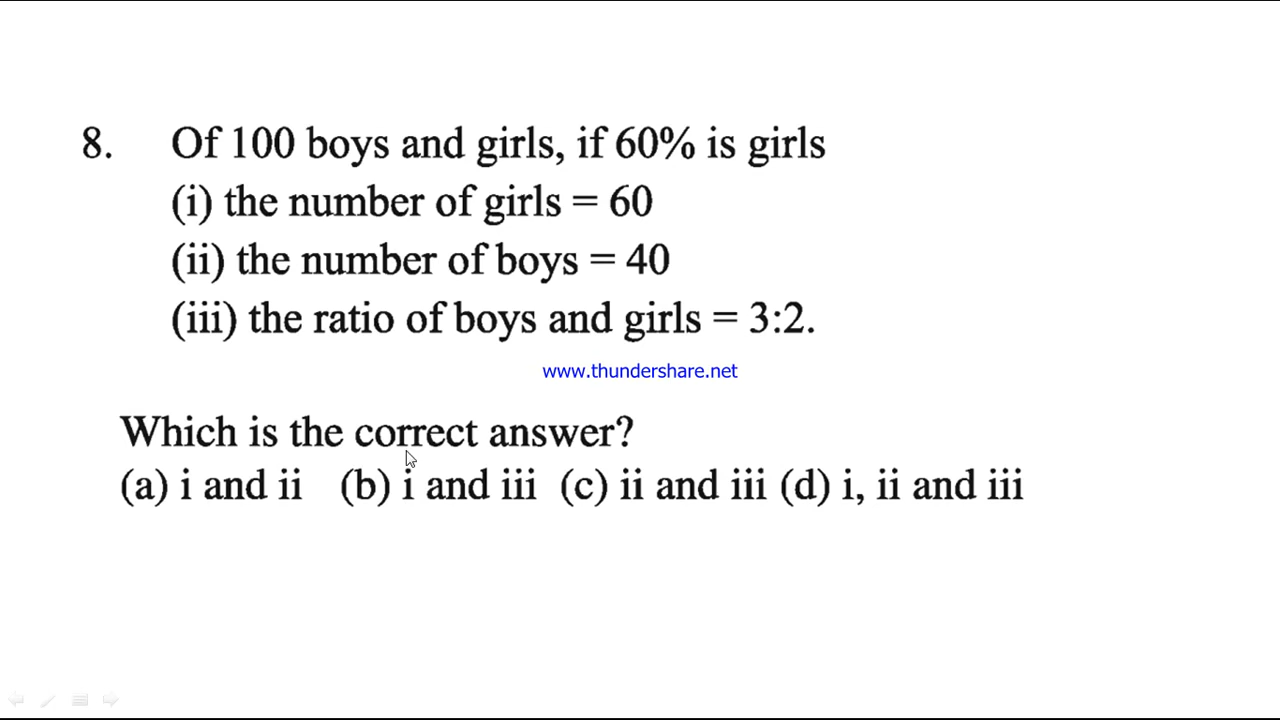 8. Of 100 boys and girls, if 60% is girls
(i) the number of girls = 60
(ii) the number of boys = 40
(iii) the ratio of boys and girls = 3:2.
www.thundershare.net
Which is the correct answer?
(a) i and ii (b) i and iii (c) ii and iii (d) i, ii and iii